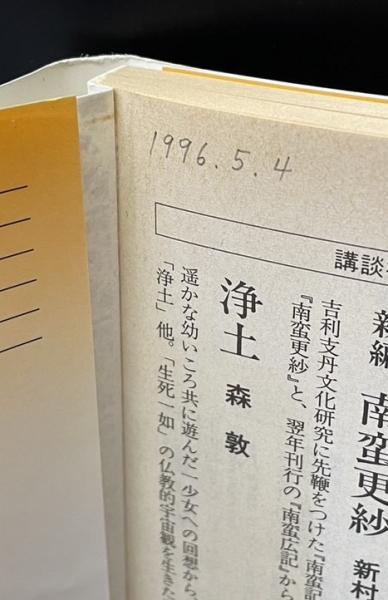 1996.5.4
講談
新編 南蛮更紗 新村
吉利支丹文化研究に先鞭をつけた『南蛮記
『南蛮更紗』と、翌年刊行の『南蛮広記』から
浄土 森 敦
遥かな幼いころ共に遊んだ一少女への回想から、
「浄土」他。「生死一如」の仏教的宇宙観を生きた